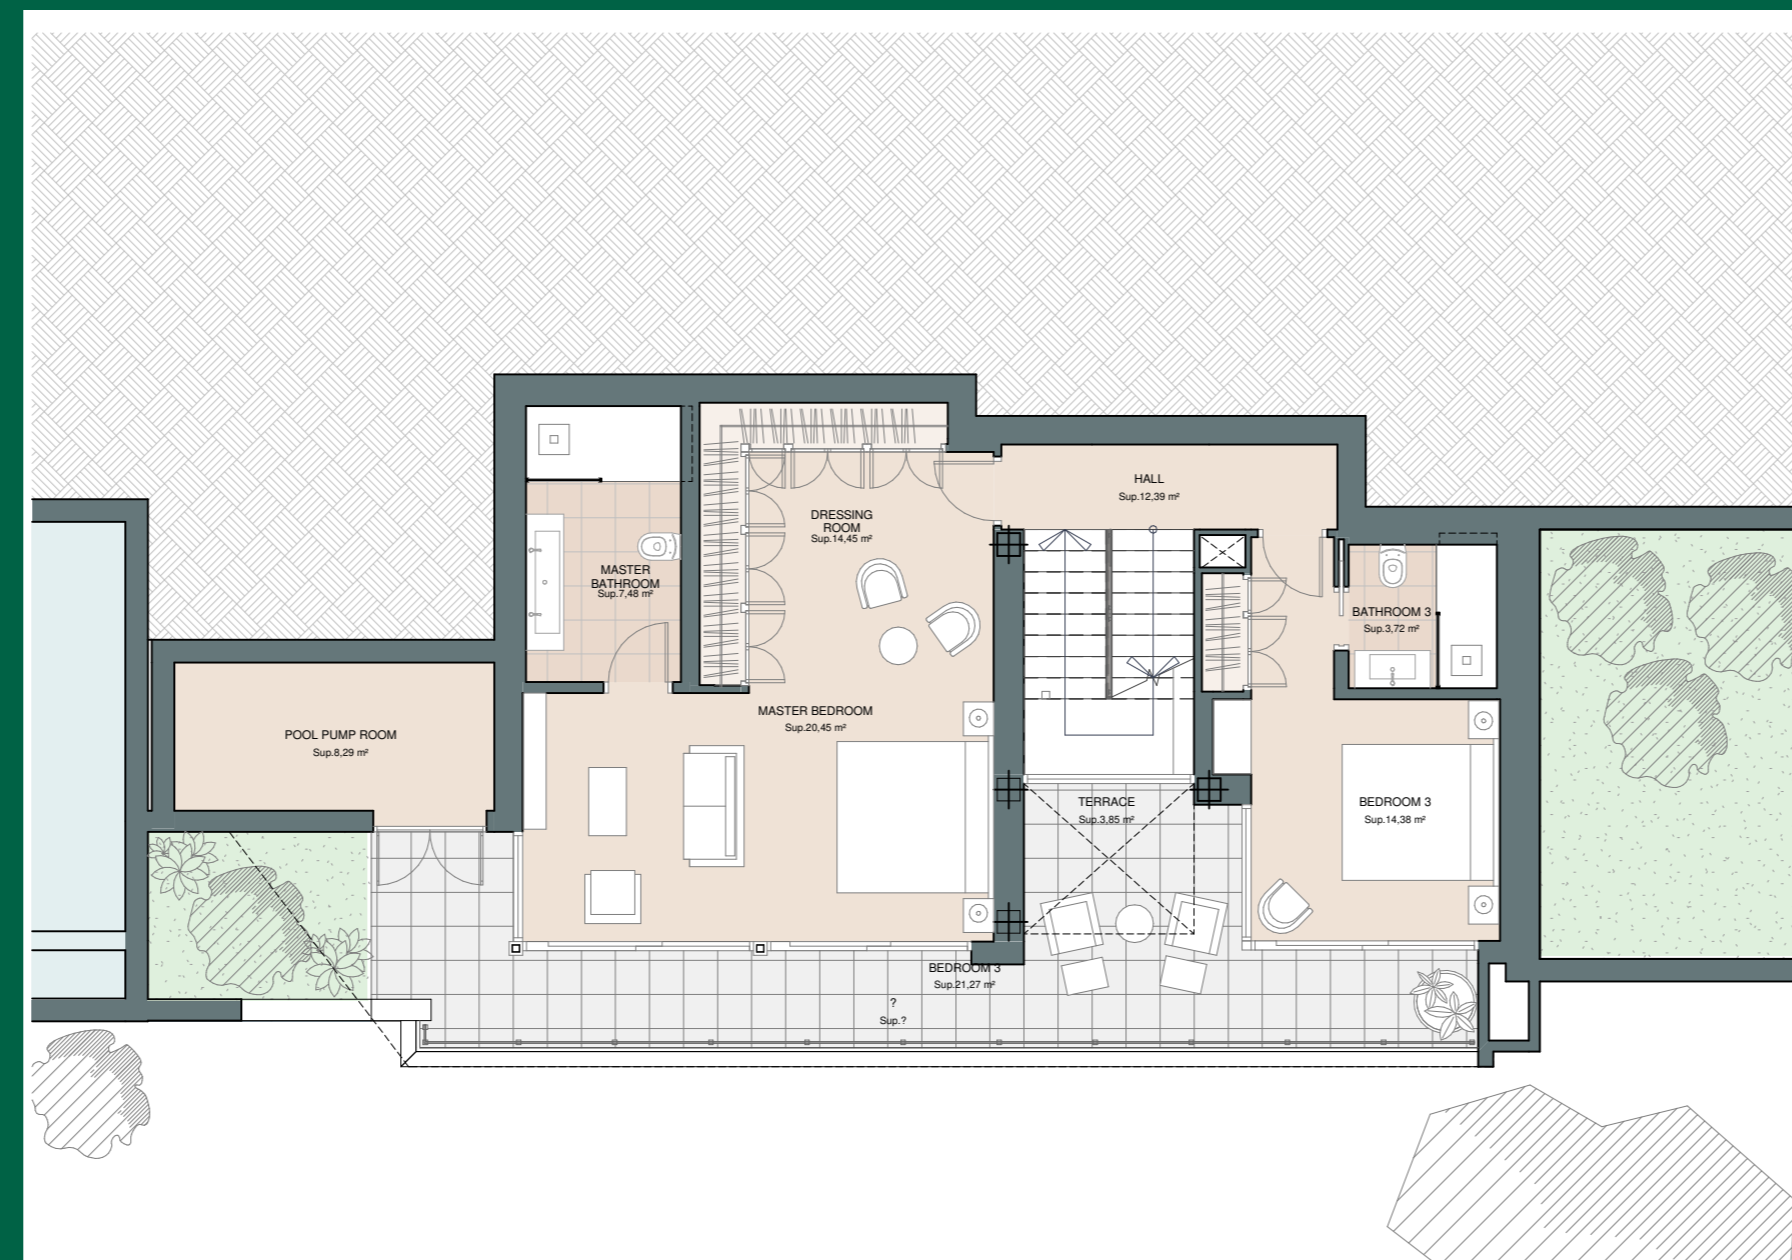 HALL
Sup.12,39 m²
DRESSING
ROOM
Sup.14,45 m²
MASTER
BATHROOM
Sup.7,48 m²
BATHROOM 3
Sup.3,72 m²
MASTER BEDROOM
Sup.20,45 m²
POOL PUMP ROOM
Sup.8,29 m²
TERRACE
Sup.3,85 m²
BEDROOM 3
Sup.14,38 m²
BEDROOM 3
Sup.21,27 m²
?
Sup.?